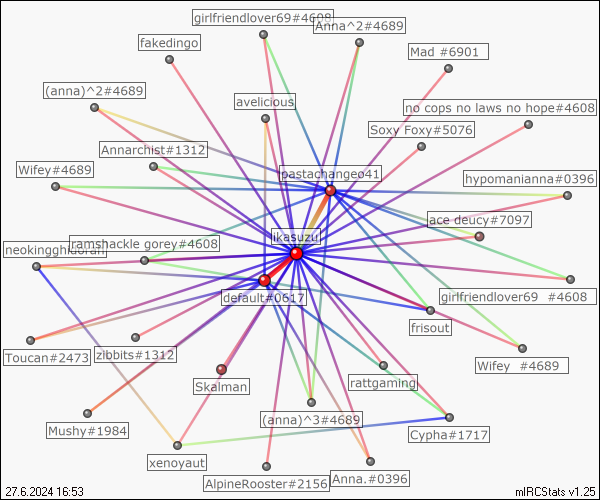 girlfriendlover69#4608
Anna^2#4689
fakedingo
Mad #6901
(anna)^2#4689
avelicious
no cops no laws no hope#4608
Soxy Foxy#5076
Annarchist#1312
Wifey#4689
pastachangeo41
hypomanianna#0396
ace deucy#7097
likasuzu
neokingghidorah
ramshackle gorey#4608
default#0617
girlfriendlover69 #4608
frisout
Toucan#2473
zibbits#1312
Wifey #4689
Skalman
rattgaming
Mushy#1984
(anna)^3#4689
Cypha#1717
xenoyaut
AlpineRooster#2156
Anna.#0396
27.6.2024 16:53
mIRCStats v1.25